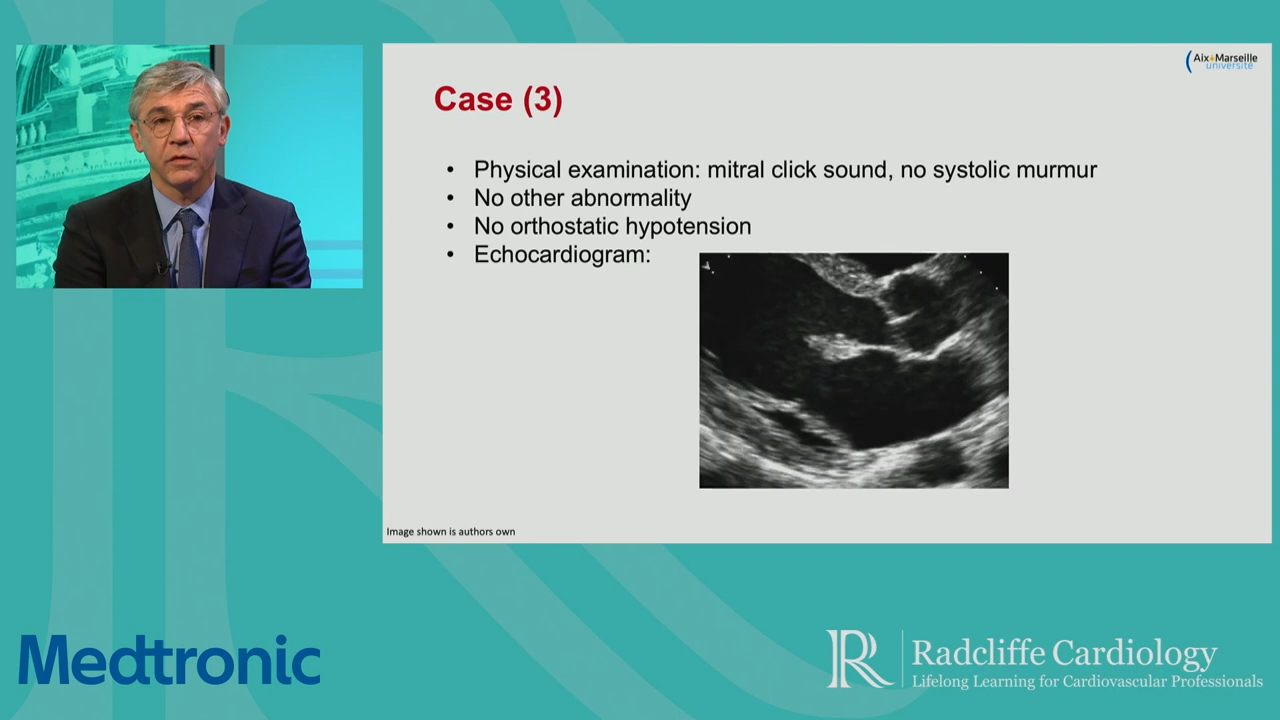 Aix✦Marseille
université
Case (3)
• Physical examination: mitral click sound, no systolic murmur
• No other abnormality
• No orthostatic hypotension
• Echocardiogram:
Image shown is authors own
Medtronic
R Radcliffe Cardiology
Lifelong Learning for Cardiovascular Professionals